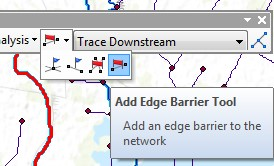 alysis
Trace Downstream
Add Edge Barrier Tool
Add an edge barrier to the
network